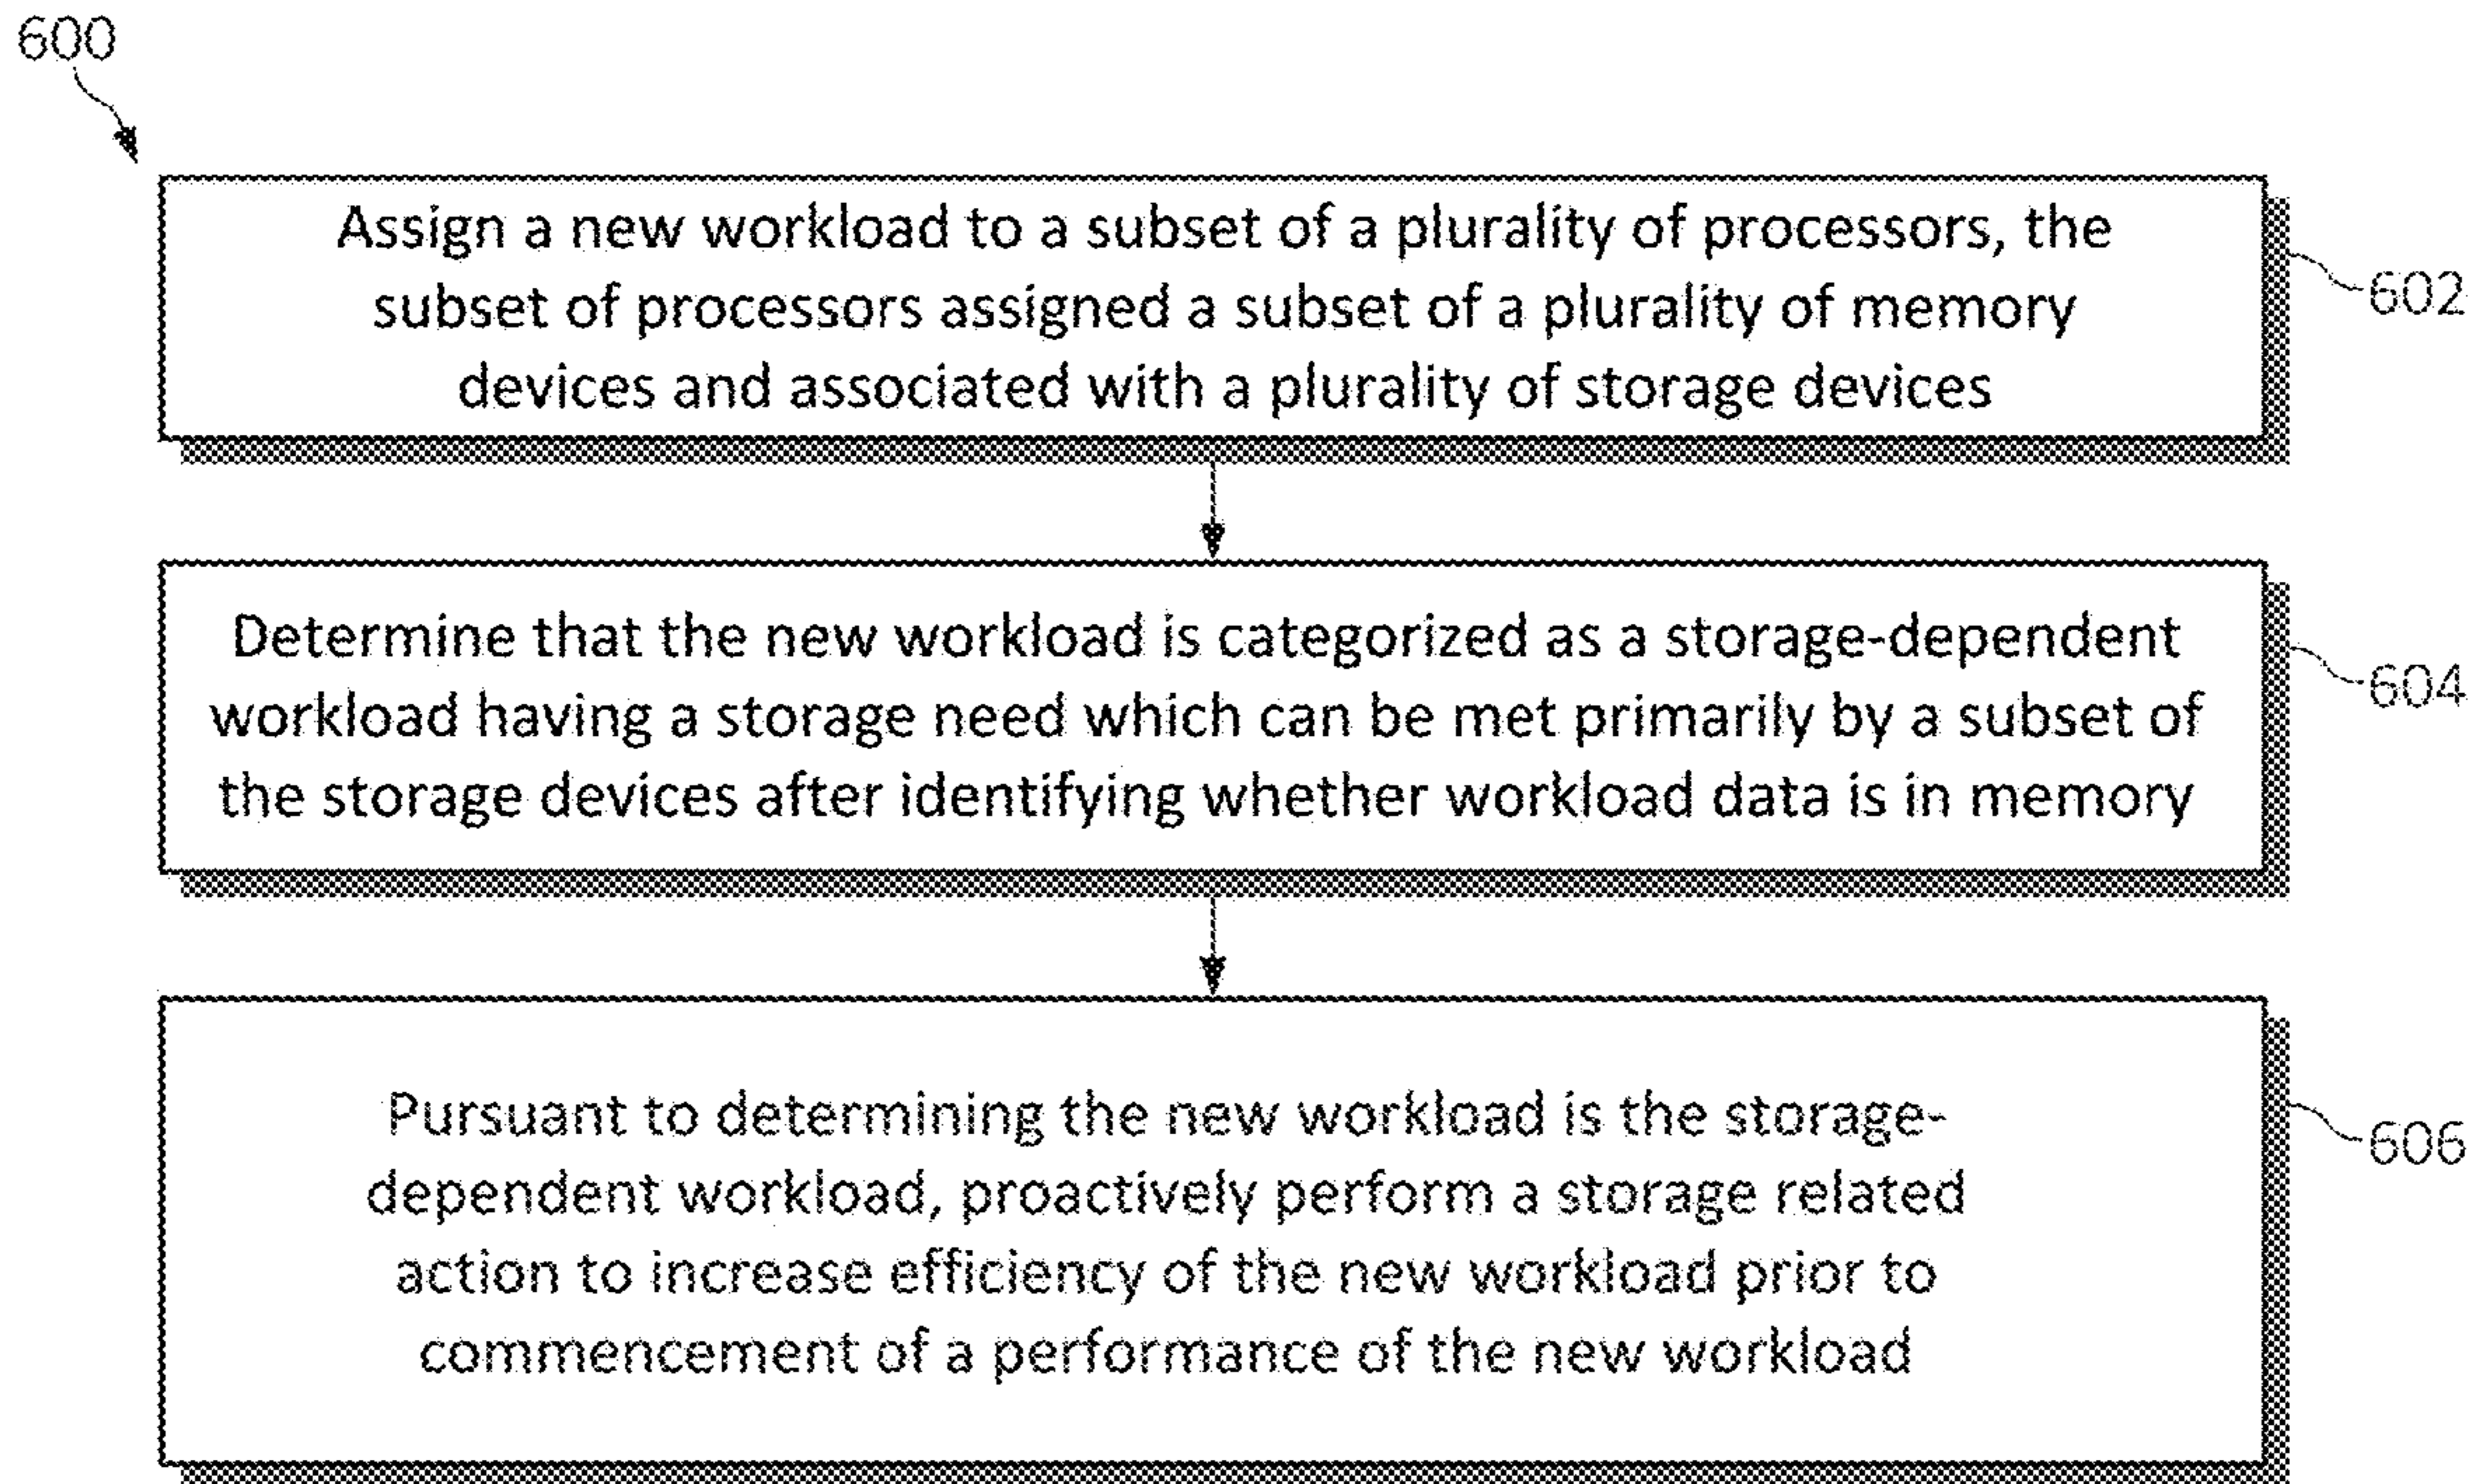 600
Assign a new workload to a subset of a plurality of processors, the
subset of processors assigned a subset of a plurality of memory
devices and associated with a plurality of storage devices
602
Determine that the new workload is categorized as a storage-dependent
workload having a storage need which can be met primarily by a subset of
the storage devices after identifying whether workload data is in memory
604
Pursuant to determining the new workload is the storage-
dependent workload, proactively perform a storage related
action to increase efficiency of the new workload prior to
commencement of a performance of the new workload
606